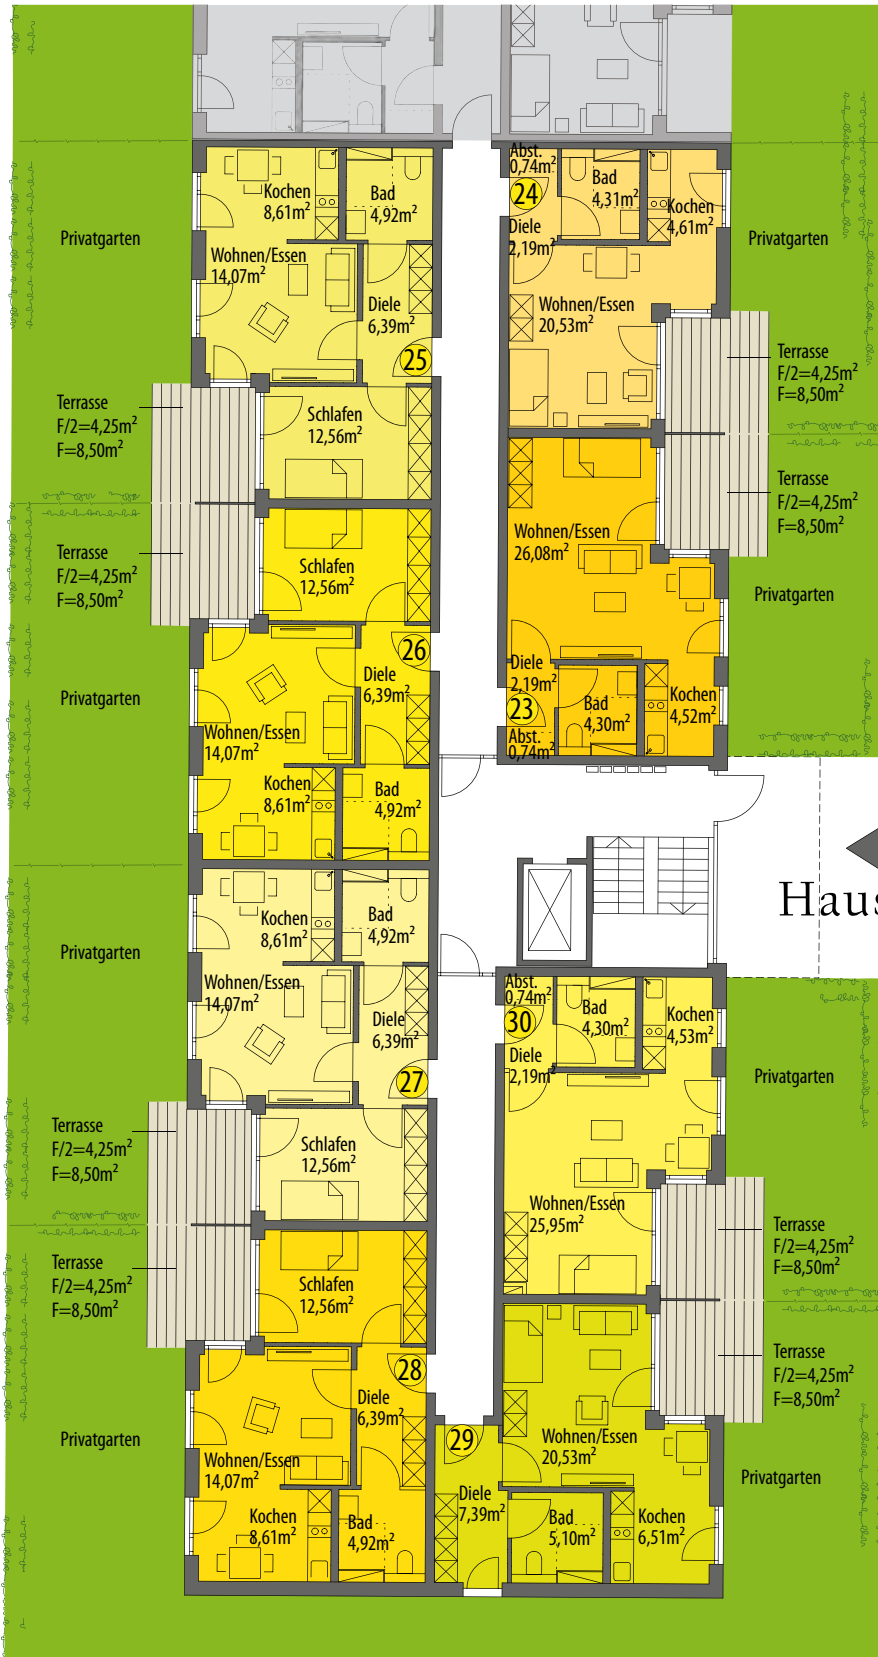 Privatgarten
Kochen
8,61m²
Bad
4,92m²
Wohnen/Essen
14,07m²
Diele
6,39m²
25
Schlafen
12,56m²
Terrasse
F/2=4,25m²
F=8,50m²
Abst.
0,74m²
24
Bad
4,31m²
Kochen
4,61m²
Diele
2,19m²
Wohnen/Essen
20,53m²
Privatgarten
Terrasse
F/2=4,25m²
F=8,50m²
Terrasse
F/2=4,25m²
F=8,50m²
Schlafen
12,56m²
26
Diele
6,39m²
Privatgarten
Wohnen/Essen
14,07m²
Kochen
8,61m²
Bad
4,92m²
Wohnen/Essen
26,08m²
Terrasse
F/2=4,25m²
F=8,50m²
Privatgarten
Diele
2,19m²
23
Abst.
0,74m²
Bad
4,30m²
Kochen
4,52m²
Haus
Privatgarten
Kochen
8,61m²
Bad
4,92m²
Wohnen/Essen
14,07m²
Diele
6,39m²
27
Schlafen
12,56m²
Terrasse
F/2=4,25m²
F=8,50m²
Abst.
0,74m²
30
Bad
4,30m²
Kochen
4,53m²
Diele
2,19m²
Privatgarten
Wohnen/Essen
25,95m²
Terrasse
F/2=4,25m²
F=8,50m²
Terrasse
F/2=4,25m²
F=8,50m²
Schlafen
12,56m²
28
Diele
6,39m²
Privatgarten
Wohnen/Essen
14,07m²
Kochen
8,61m²
Bad
4,92m²
29
Diele
7,39m²
Wohnen/Essen
20,53m²
Bad
5,10m²
Kochen
6,51m²
Terrasse
F/2=4,25m²
F=8,50m²
Privatgarten